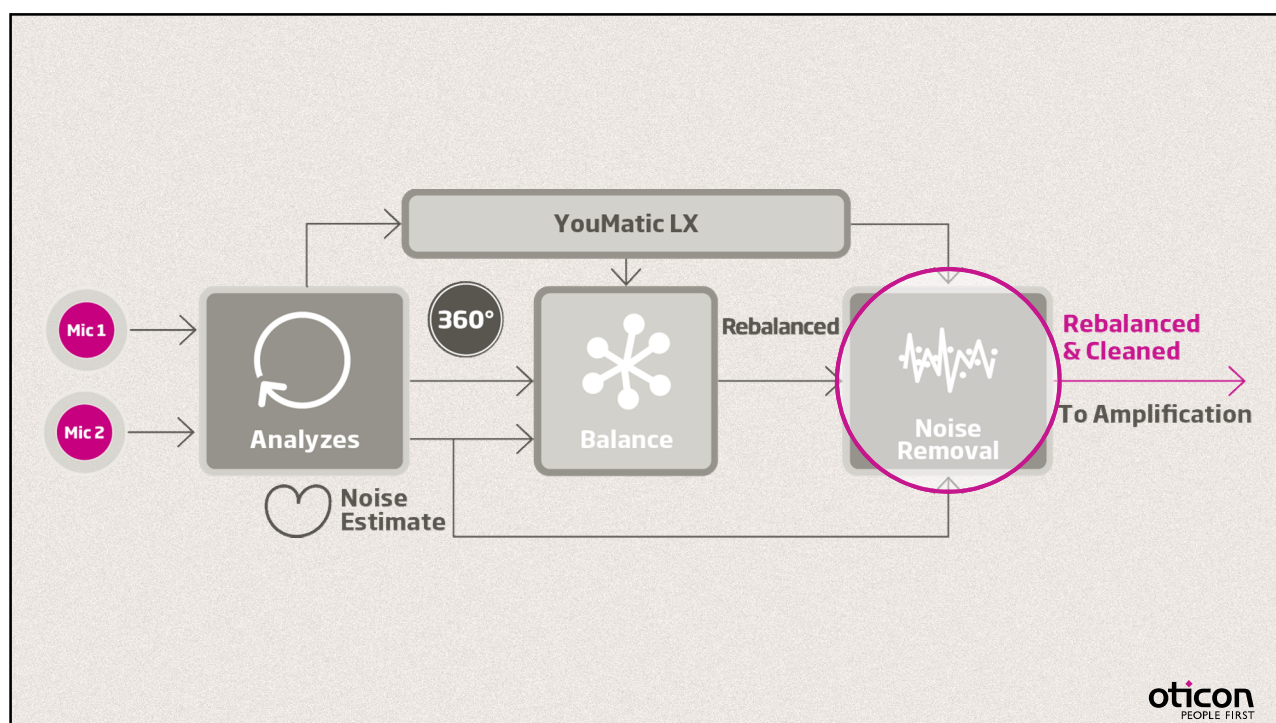 YouMatic LX
Mic 1
360°
Rebalanced
Rebalanced
& Cleaned
Mic 2
Analyzes
Balance
Noise
Removal
To Amplification
Noise
Estimate
oticon
PEOPLE FIRST